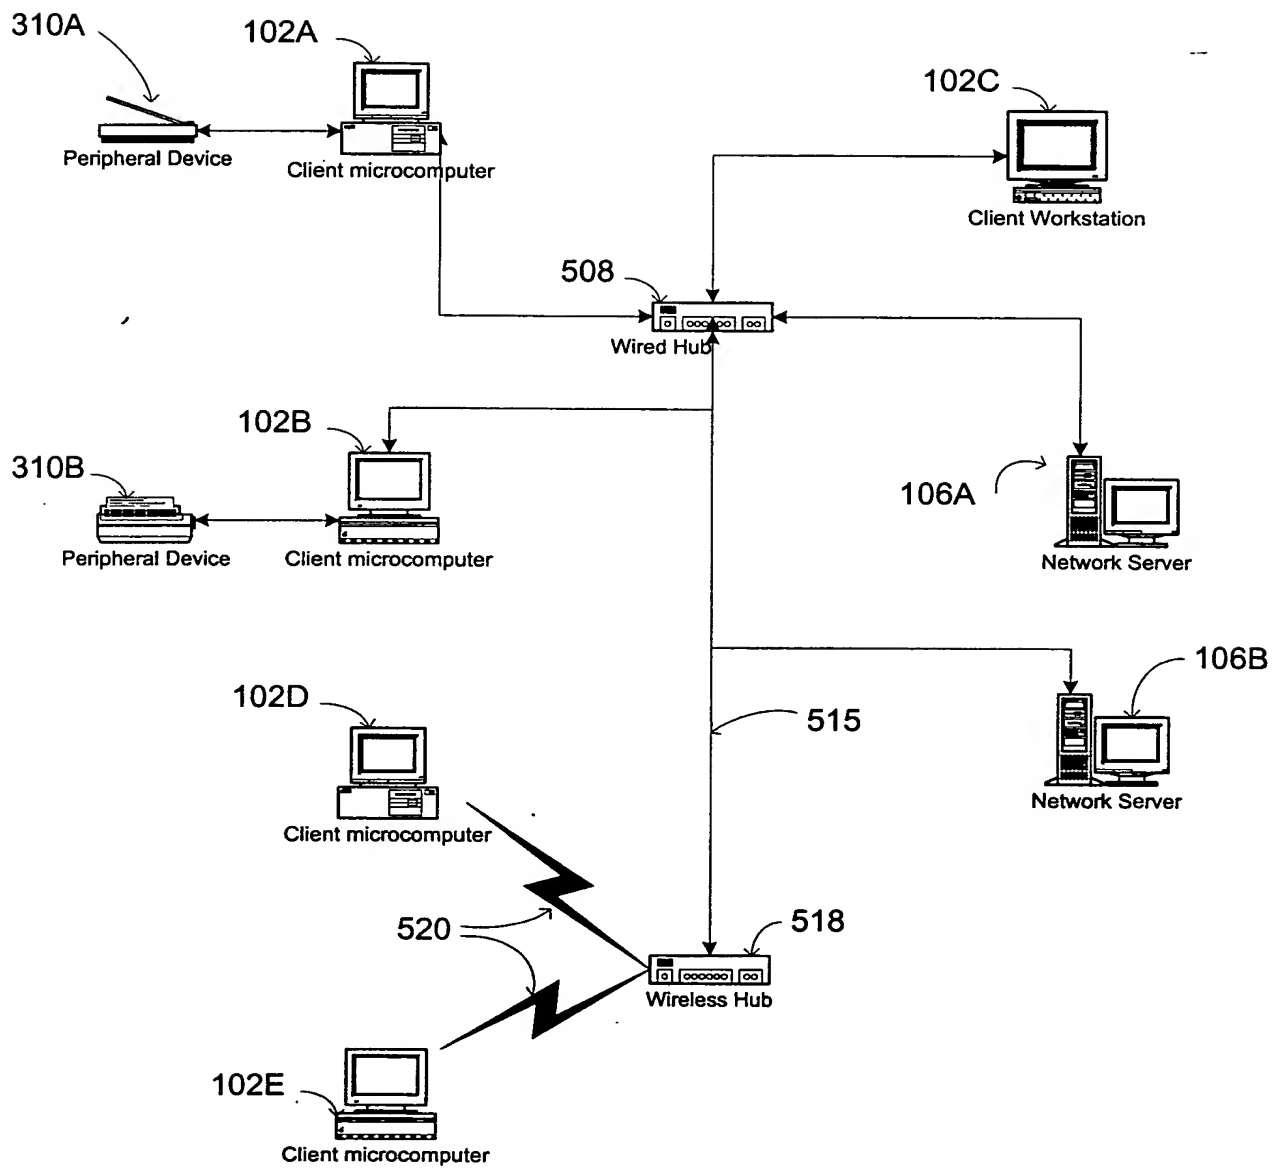 310A
102A
102C
Peripheral Device
Client microcomputer
Client Workstation
508
Wired Hub
102B
310B
106A
Peripheral Device
Client microcomputer
Network Server
102D
106B
515
Client microcomputer
Network Server
520
518
Wireless Hub
102E
Client microcomputer